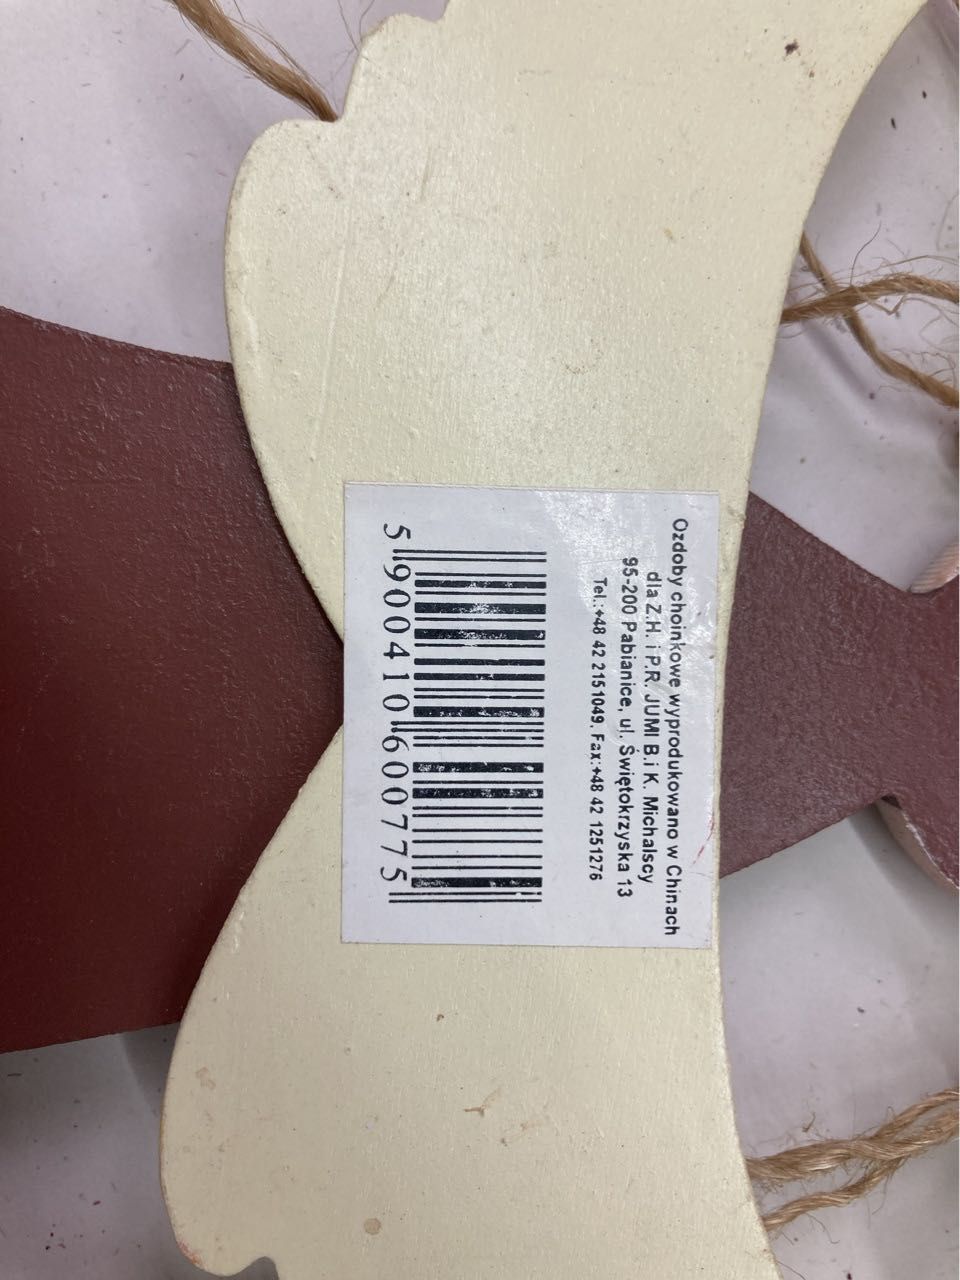 Ozdoby choinkowe wyprodukowano w Chinach
dla Z.H. i P.R. JUMI B.i K. Michalscy
95-200 Pabianice, ul. Świętokrzyska 13
Tel.:+48 42 2151049. Fax:+48 42 1251276
5 900410 600775